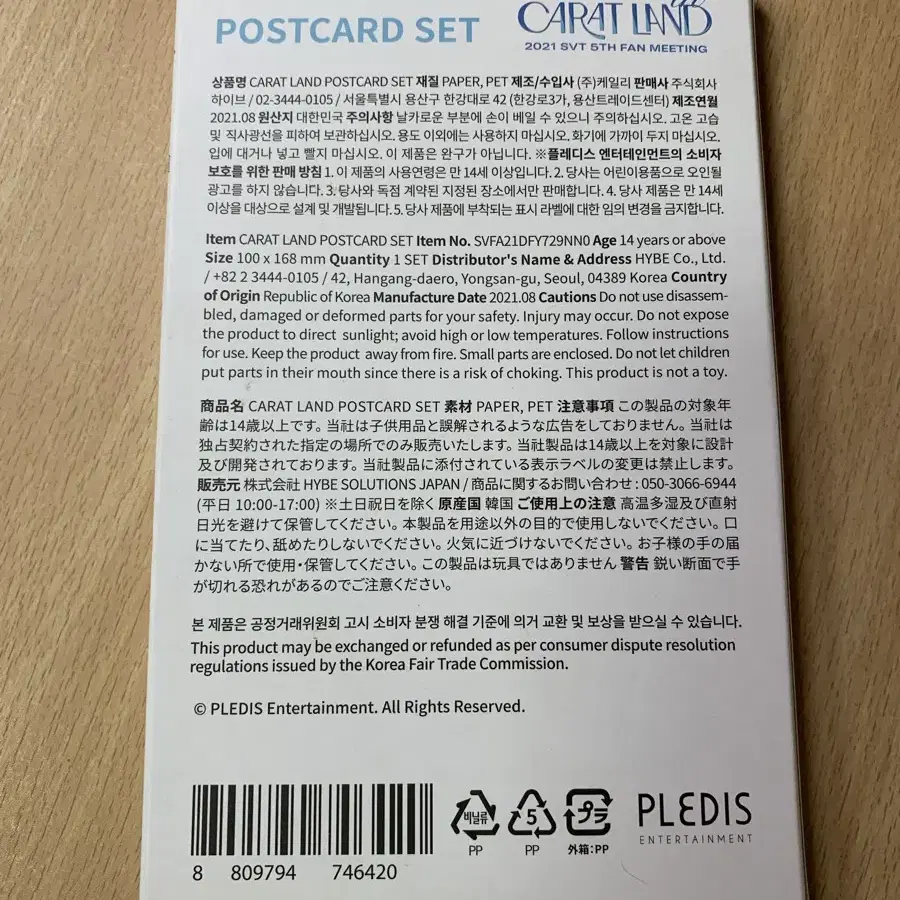 POSTCARD SET
CARAT LAND
2021 SVT 5TH FAN MEETING
상품명 CARAT LAND POSTCARD SET 재질 PAPER, PET 제조/수입사 (주)케일리 판매사 주식회사
하이브 / 02-3444-0105 / 서울특별시 용산구 한강대로 42 (한강로3가, 용산트레이드센터) 제조연월
2021.08 원산지 대한민국 주의사항 날카로운 부분에 손이 베일 수 있으니 주의하십시오. 고온 고습
및 직사광선을 피하여 보관하십시오. 용도 이외에는 사용하지 마십시오. 화기에 가까이 두지 마십시오.
입에 대거나 넣고 빨지 마십시오. 이 제품은 완구가 아닙니다. ※플레디스 엔터테인먼트의 소비자
보호를 위한 판매 방침 1. 이 제품의 사용연령은 만 14세 이상입니다. 2. 당사는 어린이용품으로 오인될
광고를 하지 않습니다. 3. 당사와 독점 계약된 지정된 장소에서만 판매합니다. 4. 당사 제품은 만 14세
이상을 대상으로 설계 및 개발됩니다. 5. 당사 제품에 부착되는 표시 라벨에 대한 임의 변경을 금지합니다.
Item CARAT LAND POSTCARD SET Item No. SVFA21DFY729NN0 Age 14 years or above
Size 100 x 168 mm Quantity 1 SET Distributor's Name & Address HYBE Co., Ltd.
/ +82 2 3444-0105 / 42, Hangang-daero, Yongsan-gu, Seoul, 04389 Korea Country
of Origin Republic of Korea Manufacture Date 2021.08 Cautions Do not use disassem-
bled, damaged or deformed parts for your safety. Injury may occur. Do not expose
the product to direct sunlight; avoid high or low temperatures. Follow instructions
for use. Keep the product away from fire. Small parts are enclosed. Do not let children
put parts in their mouth since there is a risk of choking. This product is not a toy.
商品名 CARAT LAND POSTCARD SET 素材 PAPER, PET 注意事項 この製品の対象年
齢は14歳以上です。当社は子供用品と誤解されるような広告をしておりません。当社は
独占契約された指定の場所でのみ販売いたします。当社製品は14歳以上を対象に設計
及び開発されております。当社製品に添付されている表示ラベルの変更は禁止します。
販売元 株式会社 HYBE SOLUTIONS JAPAN / 商品に関するお問い合わせ : 050-3066-6944
(平日 10:00-17:00) ※土日祝日を除く 原産国 韓国 ご使用上の注意 高温多湿及び直射
日光を避けて保管してください。本製品を用途以外の目的で使用しないでください。口
に当てたり、舐めたりしないでください。火気に近づけないでください。お子様の手の届
かない所で使用・保管してください。この製品は玩具ではありません 警告 鋭い断面で手
が切れる恐れがあるのでご注意ください。
본 제품은 공정거래위원회 고시 소비자 분쟁 해결 기준에 의거 교환 및 보상을 받으실 수 있습니다.
This product may be exchanged or refunded as per consumer dispute resolution
regulations issued by the Korea Fair Trade Commission.
© PLEDIS Entertainment. All Rights Reserved.
비닐류 5 プラ
PP PP 外箱:PP
PLEDIS
ENTERTAINMENT
8 809794 746420